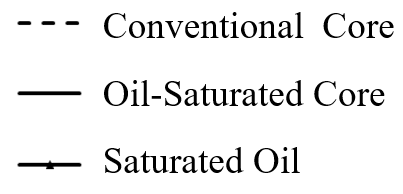 Conventional Core
Oil-Saturated Core
Saturated Oil